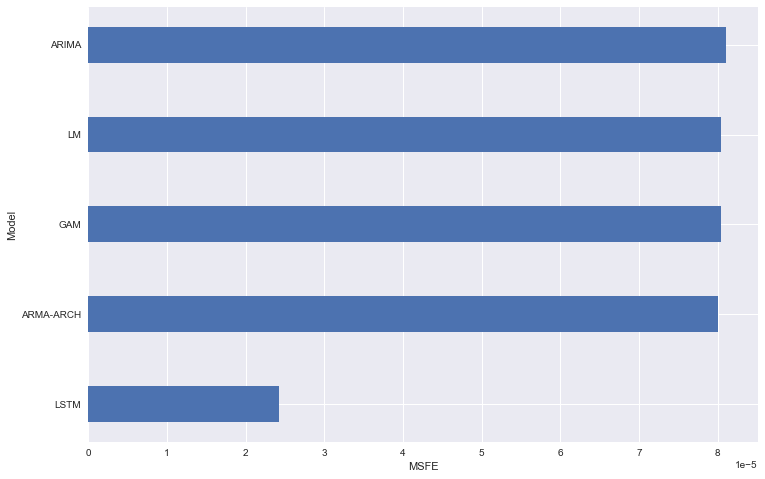 ARIMA
LM
GAM
ARMA-ARCH
LSTM
Model
0 1 2 3 4 5 6 7 8
1e−5
MSFE